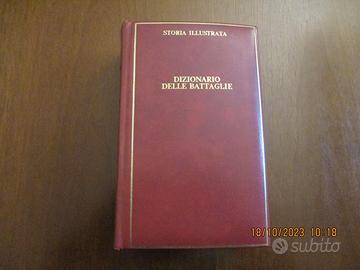 STORIA ILLUSTRATA
DIZIONARIO
DELLE BATTAGLIE
18/10/2023 10:18
subito